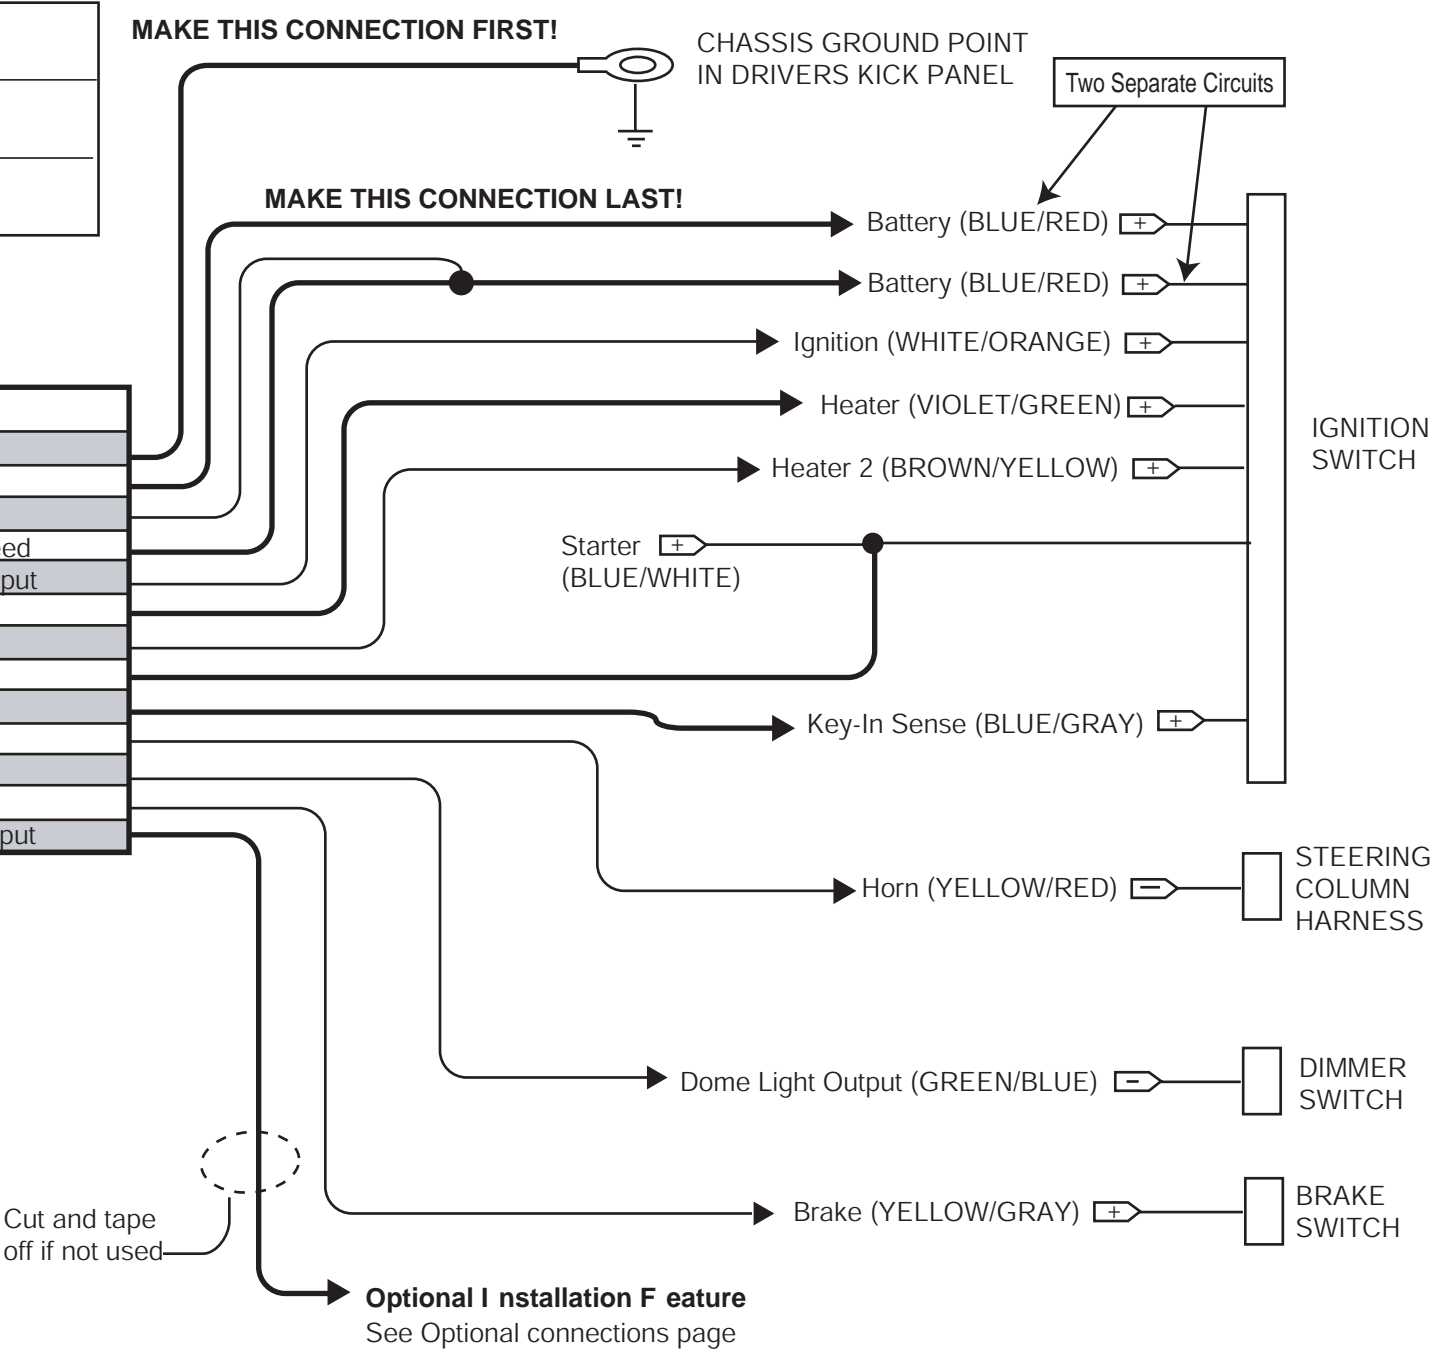 MAKE THIS CONNECTION FIRST!
CHASSIS GROUND POINT
IN DRIVERS KICK PANEL
Two Separate Circuits
MAKE THIS CONNECTION LAST!
Battery (BLUE/RED) +
Battery (BLUE/RED) +
Ignition (WHITE/ORANGE) +
Heater (VIOLET/GREEN) +
IGNITION
SWITCH
Heater 2 (BROWN/YELLOW) +
eed
put
Starter +
(BLUE/WHITE)
Key-In Sense (BLUE/GRAY) +
put
Horn (YELLOW/RED) −
STEERING
COLUMN
HARNESS
Dome Light Output (GREEN/BLUE) -
DIMMER
SWITCH
Brake (YELLOW/GRAY) +
BRAKE
SWITCH
Cut and tape
off if not used
Optional I nstallation F eature
See Optional connections page